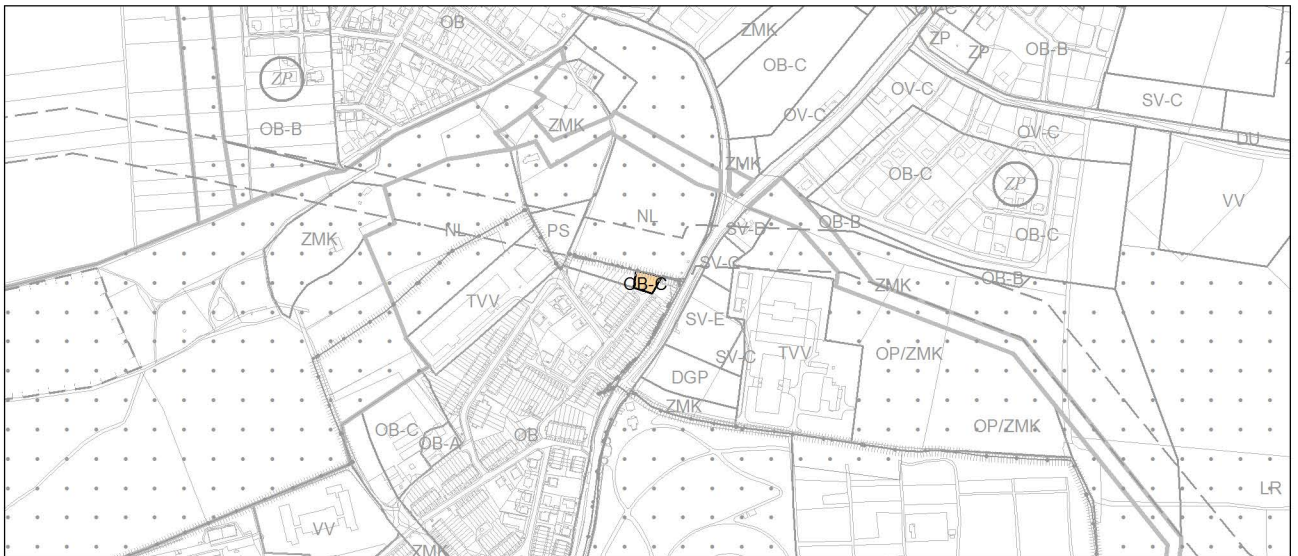 OB
ZMK
OV-C
ZP
ZP
OB-B
ZP
OB-C
OV-C
SV-C
OB-B
ZMK
OV-C
OV-C
DU
ZMK
OB-C
ZP
VV
NL
OB-B
ZMK
NL
PS
SV-B
OB-C
SV-C
OB-B
OB-C
ZMK
TVV
SV-E
SV-C
TVV
OP/ZMK
DGP
ZMK
OB-C
OB-A
OB
OP/ZMK
LR
VV
ZMK